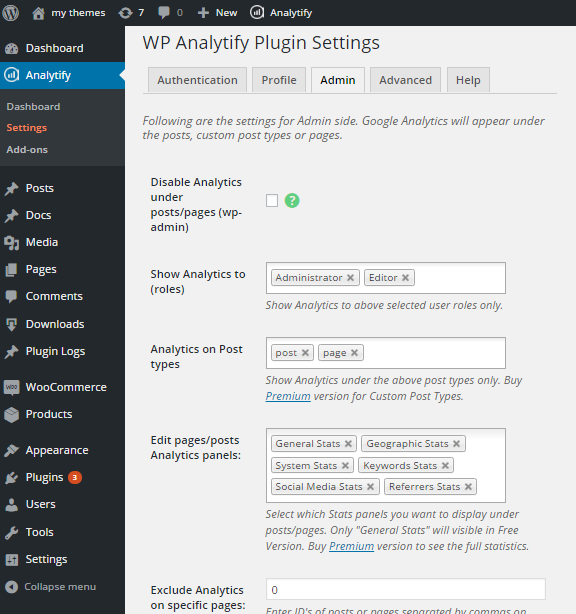 my themes 7 0 + New Analytify
Dashboard
Analytify
Dashboard
Settings
Add-ons
Posts
Docs
Media
Pages
Comments
Downloads
Plugin Logs
WooCommerce
Products
Appearance
Plugins 3
Users
Tools
Settings
Collapse menu
WP Analytify Plugin Settings
Authentication Profile Admin Advanced Help
Following are the settings for Admin side. Google Analytics will appear under
the posts, custom post types or pages.
Disable Analytics
under
posts/pages (wp-
admin)
?
Show Analytics to
(roles)
Administrator × Editor ×
Show Analytics to above selected user roles only.
Analytics on Post
types
post × page ×
Show Analytics under the above post types only. Buy
Premium version for Custom Post Types.
Edit pages/posts
Analytics panels:
General Stats × Geographic Stats ×
System Stats × Keywords Stats ×
Social Media Stats × Referrers Stats ×
Select which Stats panels you want to display under
posts/pages. Only "General Stats" will visible in Free
Version. Buy Premium version to see the full statistics.
Exclude Analytics
on specific pages:
0
Enter ID's of posts or pages separated by commas on